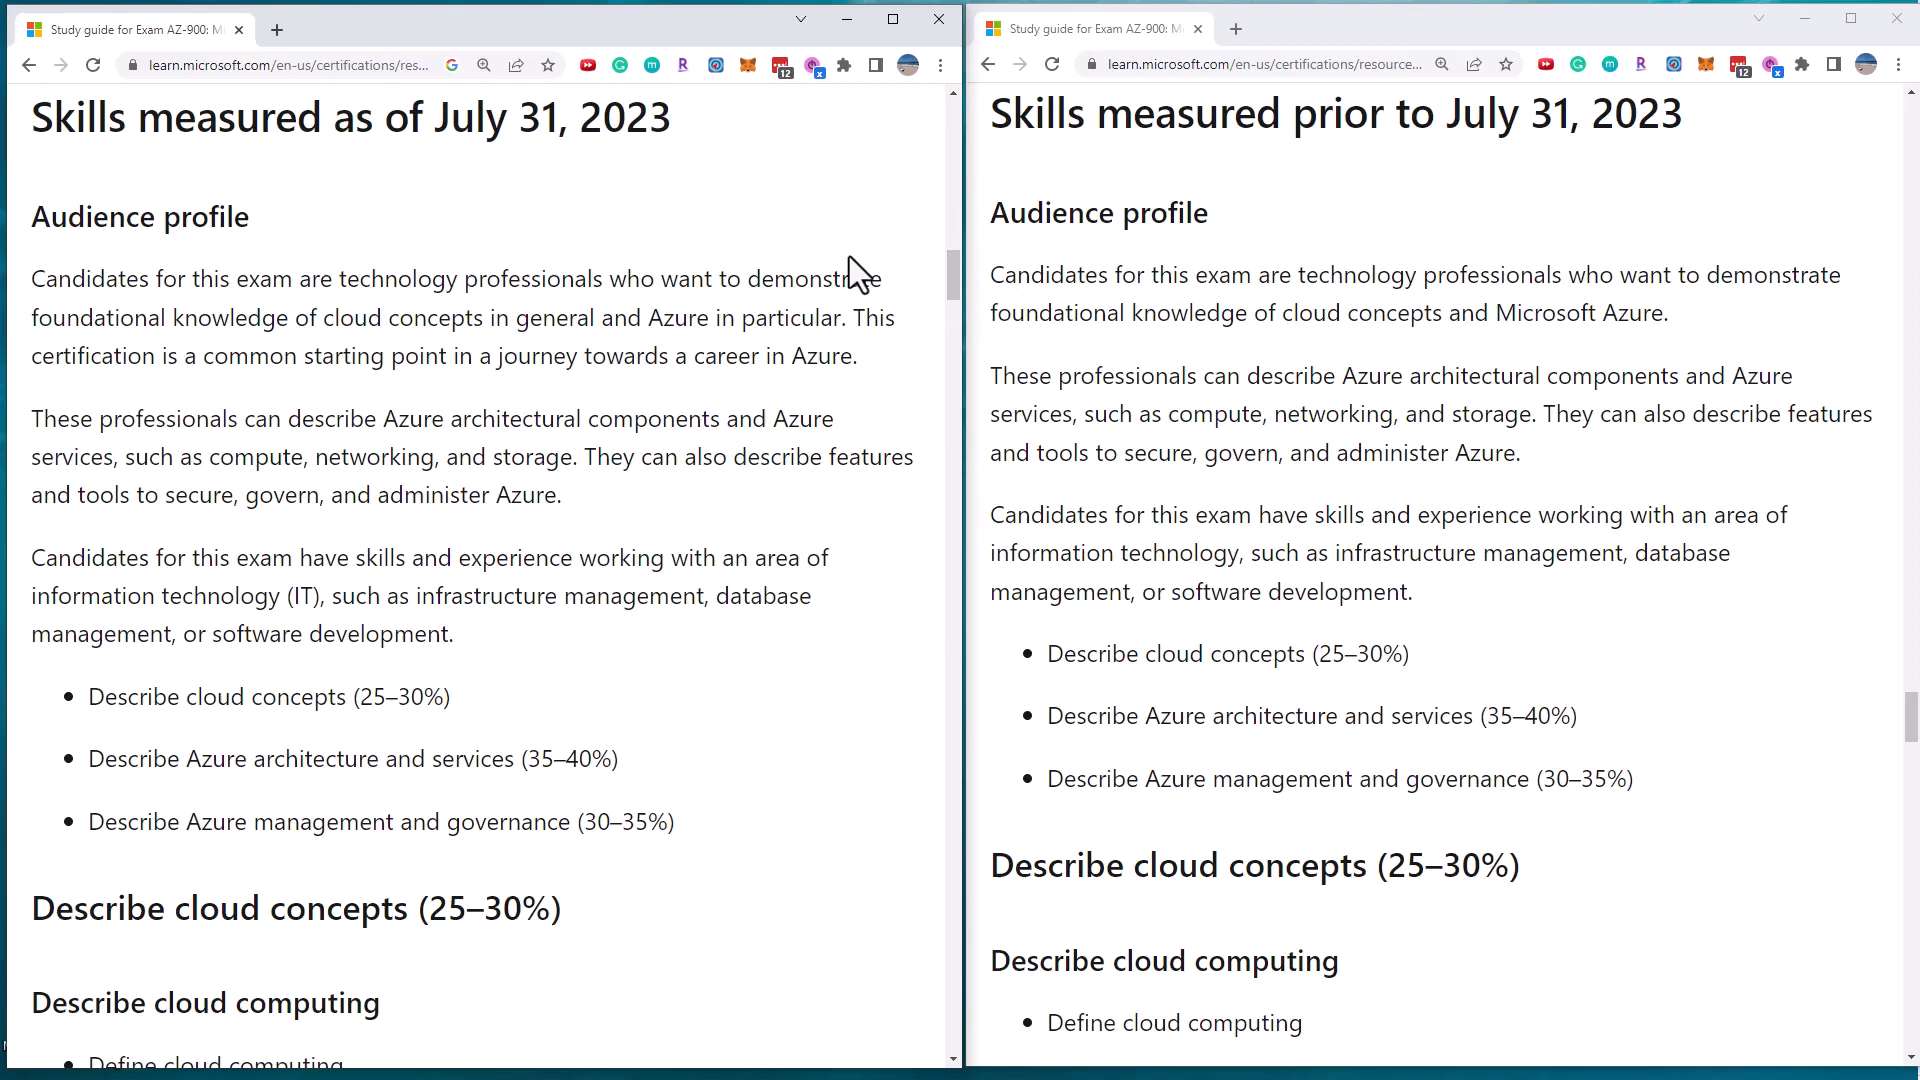 Study guide for Exam AZ-900: Mi
learn.microsoft.com/en-us/certifications/res...
12
Skills measured as of July 31, 2023
Audience profile
Candidates for this exam are technology professionals who want to demonstrate
foundational knowledge of cloud concepts in general and Azure in particular. This
certification is a common starting point in a journey towards a career in Azure.
These professionals can describe Azure architectural components and Azure
services, such as compute, networking, and storage. They can also describe features
and tools to secure, govern, and administer Azure.
Candidates for this exam have skills and experience working with an area of
information technology (IT), such as infrastructure management, database
management, or software development.
• Describe cloud concepts (25–30%)
• Describe Azure architecture and services (35–40%)
• Describe Azure management and governance (30–35%)
Describe cloud concepts (25–30%)
Describe cloud computing
• Define cloud computing
Study guide for Exam AZ-900: Mi
learn.microsoft.com/en-us/certifications/resource...
12
Skills measured prior to July 31, 2023
Audience profile
Candidates for this exam are technology professionals who want to demonstrate
foundational knowledge of cloud concepts and Microsoft Azure.
These professionals can describe Azure architectural components and Azure
services, such as compute, networking, and storage. They can also describe features
and tools to secure, govern, and administer Azure.
Candidates for this exam have skills and experience working with an area of
information technology, such as infrastructure management, database
management, or software development.
• Describe cloud concepts (25–30%)
• Describe Azure architecture and services (35–40%)
• Describe Azure management and governance (30–35%)
Describe cloud concepts (25–30%)
Describe cloud computing
• Define cloud computing